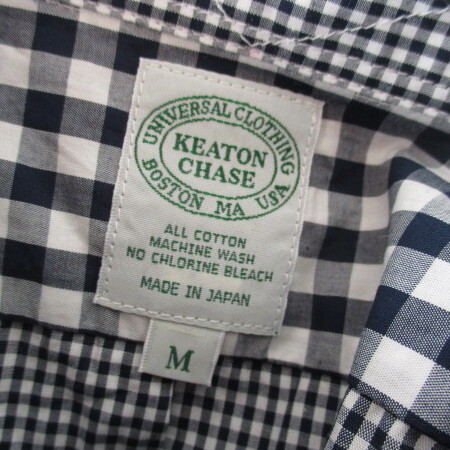 UNIVERSAL CLOTHING
KEATON
CHASE
BOSTON MA USA
ALL COTTON
MACHINE WASH
NO CHLORINE BLEACH
MADE IN JAPAN
M